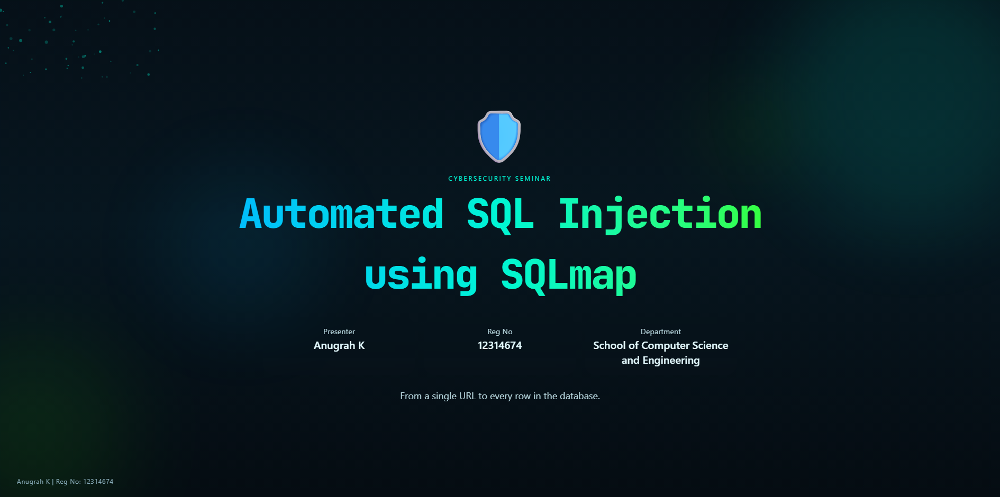 CYBERSECURITY SEMINAR
Automated SQL Injection
using SQLmap
Presenter
Anugrah K
Reg No
12314674
Department
School of Computer Science
and Engineering
From a single URL to every row in the database.
Anugrah K | Reg No: 12314674